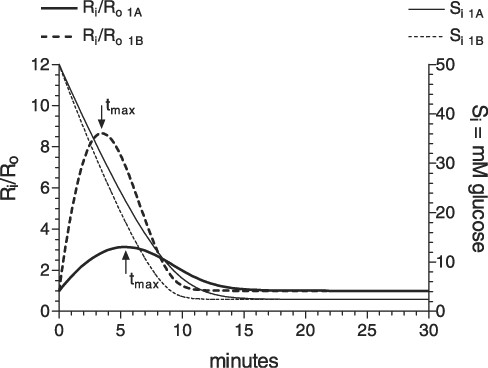 Ri/Ro 1A
Ri/Ro 1B
Si 1A
Si 1B
12
10
8
6
4
2
0
Ri/Ro
50
40
30
20
10
0
Si = mM glucose
tmax
tmax
0 5 10 15 20 25 30
minutes